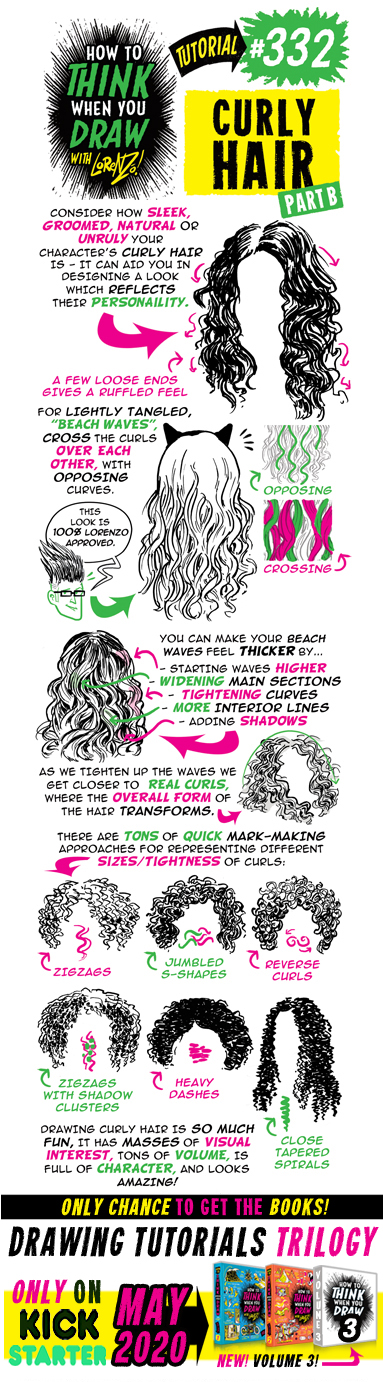 HOW TO
THINK
WHEN YOU
DRAW
WITH LORENZO!
TUTORIAL
#332
CURLY
HAIR
PART B
CONSIDER HOW SLEEK,
GROOMED, NATURAL OR
UNRULY YOUR
CHARACTER'S CURLY HAIR
IS - IT CAN AID YOU IN
DESIGNING A LOOK
WHICH REFLECTS
THEIR PERSONAILITY.
A FEW LOOSE ENDS
GIVES A RUFFLED FEEL
FOR LIGHTLY TANGLED,
"BEACH WAVES",
CROSS THE CURLS
OVER EACH
OTHER, WITH
OPPOSING
CURVES.
OPPOSING
CROSSING
THIS
LOOK IS
100% LORENZO
APPROVED.
YOU CAN MAKE YOUR BEACH
WAVES FEEL THICKER BY...
- STARTING WAVES HIGHER
- WIDENING MAIN SECTIONS
- TIGHTENING CURVES
- MORE INTERIOR LINES
- ADDING SHADOWS
AS WE TIGHTEN UP THE WAVES WE
GET CLOSER TO REAL CURLS,
WHERE THE OVERALL FORM OF
THE HAIR TRANSFORMS.
THERE ARE TONS OF QUICK MARK-MAKING
APPROACHES FOR REPRESENTING DIFFERENT
SIZES/TIGHTNESS OF CURLS:
ZIGZAGS
JUMBLED
S-SHAPES
REVERSE
CURLS
ZIGZAGS
WITH SHADOW
CLUSTERS
HEAVY
DASHES
CLOSE
TAPERED
SPIRALS
DRAWING CURLY HAIR IS SO MUCH
FUN, IT HAS MASSES OF VISUAL
INTEREST, TONS OF VOLUME, IS
FULL OF CHARACTER, AND LOOKS
AMAZING!
ONLY CHANCE TO GET THE BOOKS!
DRAWING TUTORIALS TRILOGY
ONLY ON
KICK
STARTER
MAY
2020
VOLUME 3
HOW TO
THINK
WHEN YOU
DRAW
3
NEW! VOLUME 3!